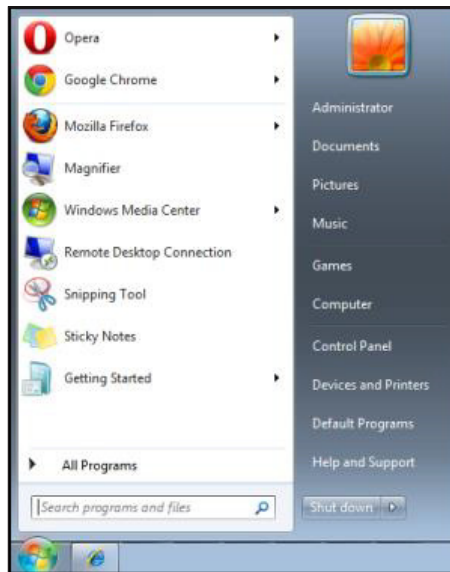 Opera
Google Chrome
Mozilla Firefox
Magnifier
Windows Media Center
Remote Desktop Connection
Snipping Tool
Sticky Notes
Getting Started
All Programs
Search programs and files
Administrator
Documents
Pictures
Music
Games
Computer
Control Panel
Devices and Printers
Default Programs
Help and Support
Shut down